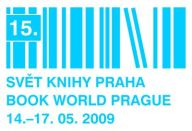 15.
SVĚT KNIHY PRAHA
BOOK WORLD PRAGUE
14.–17. 05. 2009